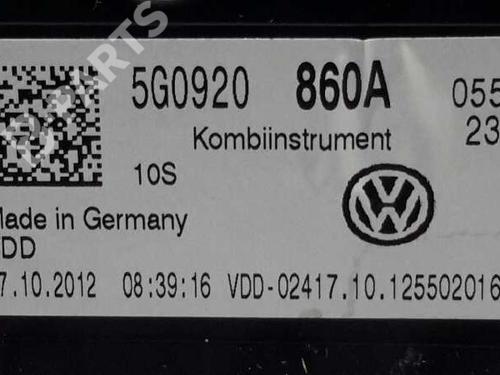 5G0920 860A 055
Kombiinstrument 23
10S
Made in Germany
VDD
7.10.2012 08:39:16 VDD-02417.10.125502016